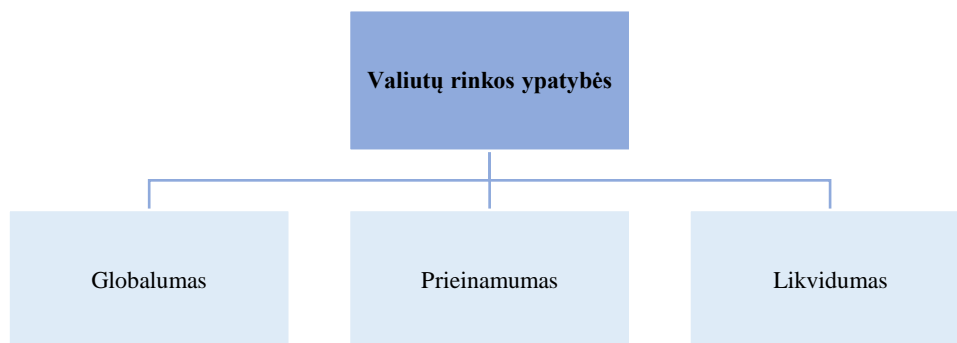 Valiutų rinkos ypatybės
Globalumas
Prieinamumas
Likvidumas